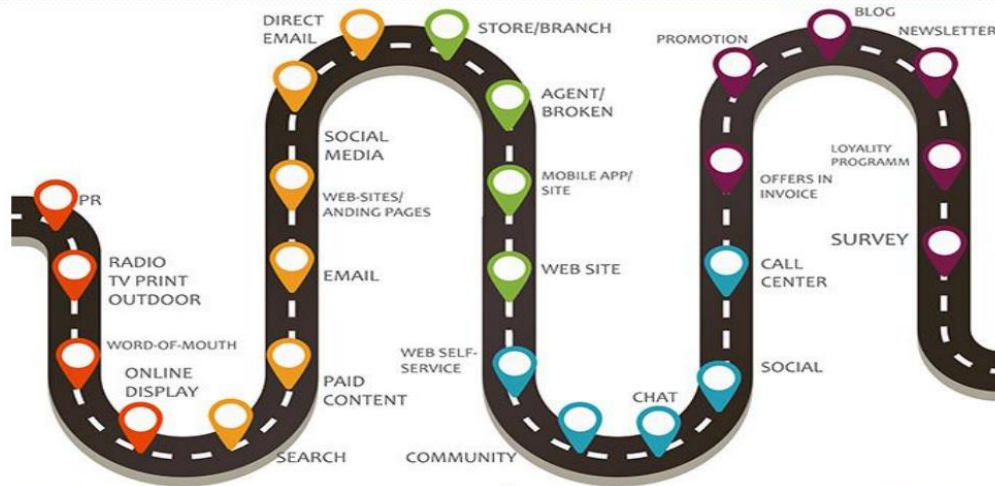 PR
RADIO
TV PRINT
OUTDOOR
WORD-OF-MOUTH
ONLINE
DISPLAY
SEARCH
PAID
CONTENT
EMAIL
WEB-SITES/
ANDING PAGES
SOCIAL
MEDIA
DIRECT
EMAIL
STORE/BRANCH
AGENT/
BROKEN
MOBILE APP/
SITE
WEB SITE
WEB SELF-
SERVICE
COMMUNITY
CHAT
SOCIAL
CALL
CENTER
OFFERS IN
INVOICE
PROMOTION
BLOG
NEWSLETTER
LOYALITY
PROGRAMM
SURVEY